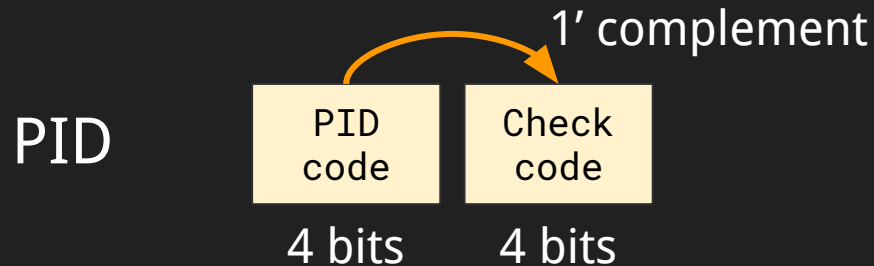 1’ complement
PID
PID
code
Check
code
4 bits
4 bits